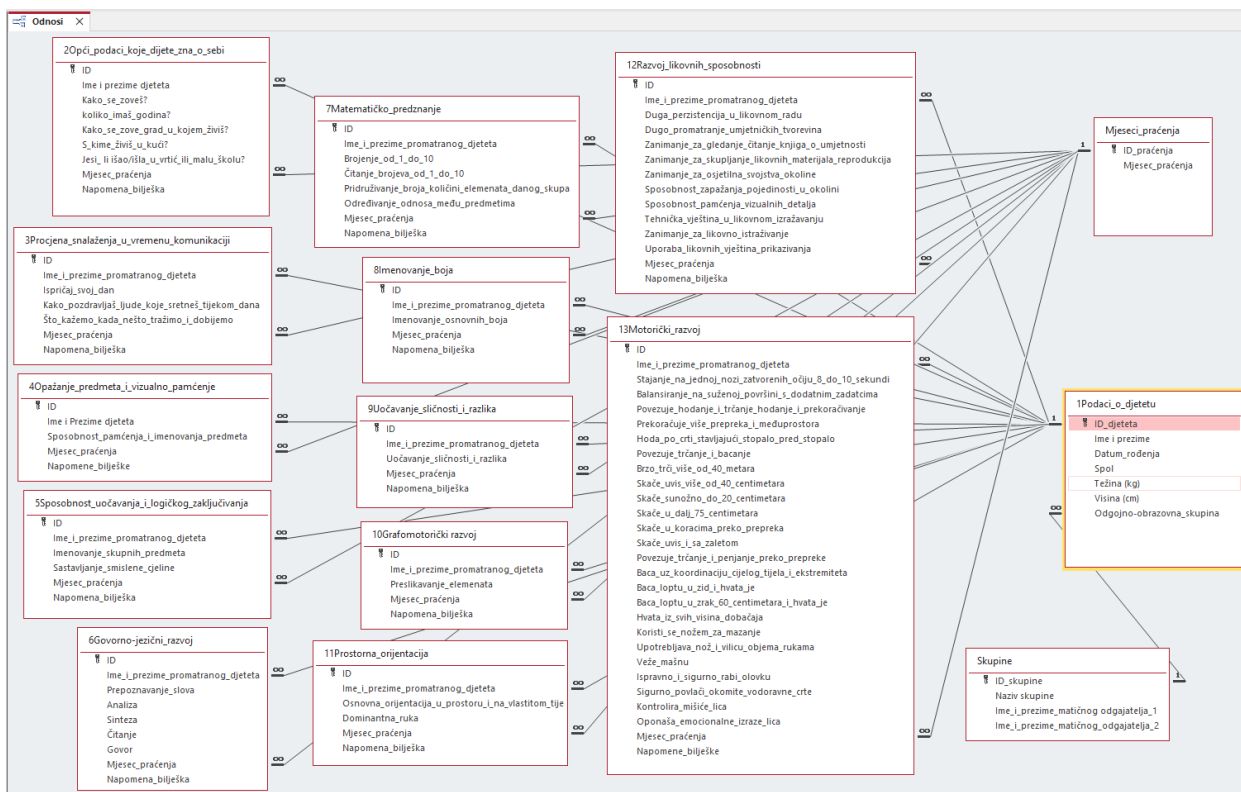 Odnosi
2Opći_podaci_koje_dijete_zna_o_sebi
ID
Ime i prezime djeteta
Kako_se_zoveš?
koliko_imaš_godina?
Kako_se_zove_grad_u_kojem_živiš?
S_kime_živiš_u_kući?
Jesi_li išao/išla_u_vrtić_ili_malu_školu?
Mjesec_praćenja
Napomena_bilješka
3Procjena_snalaženja_u_vremenu_komunikaciji
ID
Ime_i_prezime_promatranog_djeteta
Ispričaj_svoj_dan
Kako_pozdravljaš_ljude_koje_sretneš_tijekom_dana
Što_kažemo_kada_nešto_tražimo_i_dobijemo
Mjesec_praćenja
Napomena_bilješka
4Opažanje_predmeta_i_vizualno_pamćenje
ID
Ime i Prezime djeteta
Sposobnost_pamćenja_i_imenovanja_predmeta
Mjesec_praćenja
Napomene_bilješke
5Sposobnost_uočavanja_i_logičkog_zaključivanja
ID
Ime_i_prezime_promatranog_djeteta
Imenovanje_skupnih_predmeta
Sastavljanje_smislene_cjeline
Mjesec_praćenja
Napomena_bilješka
6Govorno-jezični_razvoj
ID
Ime_i_prezime_promatranog_djeteta
Prepoznavanje_slova
Analiza
Sinteza
Čitanje
Govor
Mjesec_praćenja
Napomena_bilješka
7Matematičko_predznanje
ID
Ime_i_prezime_promatranog_djeteta
Brojenje_od_1_do_10
Čitanje_brojeva_od_1_do_10
Pridruživanje_broja_količini_elemenata_danog_skupa
Određivanje_odnosa_među_predmetima
Mjesec_praćenja
Napomena_bilješka
8Imenovanje_boja
ID
Ime_i_prezime_promatranog_djeteta
Imenovanje_osnovnih_boja
Mjesec_praćenja
Napomena_bilješka
9Uočavanje_sličnosti_i_razlika
ID
Ime_i_prezime_promatranog_djeteta
Uočavanje_sličnosti_i_razlika
Mjesec_praćenja
Napomena_bilješka
10Grafomotorički razvoj
ID
Ime_i_prezime_promatranog_djeteta
Preslikavanje_elemenata
Mjesec_praćenja
Napomena_bilješka
11Prostorna_orijentacija
ID
Ime_i_prezime_promatranog_djeteta
Osnovna_orijentacija_u_prostoru_i_na_vlastitom_tije
Dominantna_ruka
Mjesec_praćenja
Napomena_bilješka
12Razvoj_likovnih_sposobnosti
ID
Ime_i_prezime_promatranog_djeteta
Duga_perzistencija_u_likovnom_radu
Dugo_promatranje_umjetničkih_tvorevina
Zanimanje_za_gledanje_čitanje_knjiga_o_umjetnosti
Zanimanje_za_skupljanje_likovnih_materijala_reprodukcija
Zanimanje_za_osjetilna_svojstva_okoline
Sposobnost_zapažanja_pojedinosti_u_okolini
Sposobnost_pamćenja_vizualnih_detalja
Tehnička_vještina_u_likovnom_izražavanju
Zanimanje_za_likovno_istraživanje
Uporaba_likovnih_vještina_prikazivanja
Mjesec_praćenja
Napomena_bilješka
13Motorički_razvoj
ID
Ime_i_prezime_promatranog_djeteta
Stajanje_na_jednoj_nozi_zatvorenih_očiju_8_do_10_sekundi
Balansiranje_na_suženoj_površini_s_dodatnim_zadatcima
Povezuje_hodanje_i_trčanje_hodanje_i_prekoračivanje
Prekoračuje_više_prepreka_i_međuprostora
Hoda_po_crti_stavljajući_stopalo_pred_stopalo
Povezuje_trčanje_i_bacanje
Brzo_trči_više_od_40_metara
Skače_uvis_više_od_40_centimetara
Skače_sunožno_do_20_centimetara
Skače_u_dalj_75_centimetara
Skače_u_koracima_preko_prepreka
Skače_uvis_i_sa_zaletom
Povezuje_trčanje_i_penjanje_preko_prepreke
Baca_uz_koordinaciju_cijelog_tijela_i_ekstremiteta
Baca_loptu_u_zid_i_hvata_je
Baca_loptu_u_zrak_60_centimetara_i_hvata_je
Hvata_iz_svih_visina_dobačaja
Koristi_se_nožem_za_mazanje
Upotrebljava_nož_i_vilicu_objema_rukama
Veže_mašnu
Ispravno_i_sigurno_rabi_olovku
Sigurno_povlači_okomite_vodoravne_crte
Kontrolira_mišiće_lica
Oponaša_emocionalne_izraze_lica
Mjesec_praćenja
Napomene_bilješke
Mjeseci_praćenja
ID_praćenja
Mjesec_praćenja
1Podaci_o_djetetu
ID_djeteta
Ime i prezime
Datum_rođenja
Spol
Težina (kg)
Visina (cm)
Odgojno-obrazovna_skupina
Skupine
ID_skupine
Naziv skupine
Ime_i_prezime_matičnog odgajatelja_1
Ime_i_prezime_matičnog_odgajatelja_2